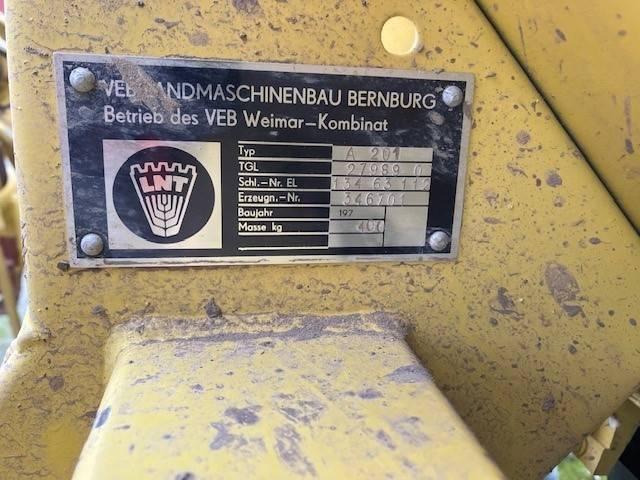 VEB LANDMASCHINENBAU BERNBURG
Betrieb des VEB Weimar-Kombinat
LNT
Typ A 201
TGL 27989 0
Schl.-Nr. EL 134 63 112
Erzeugn.-Nr. 346701
Baujahr 197
Masse kg 400